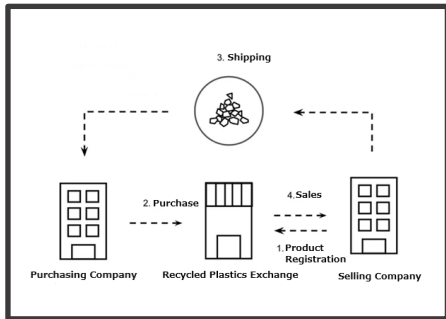 3. Shipping
2. Purchase
4. Sales
1. Product
Registration
Purchasing Company
Recycled Plastics Exchange
Selling Company